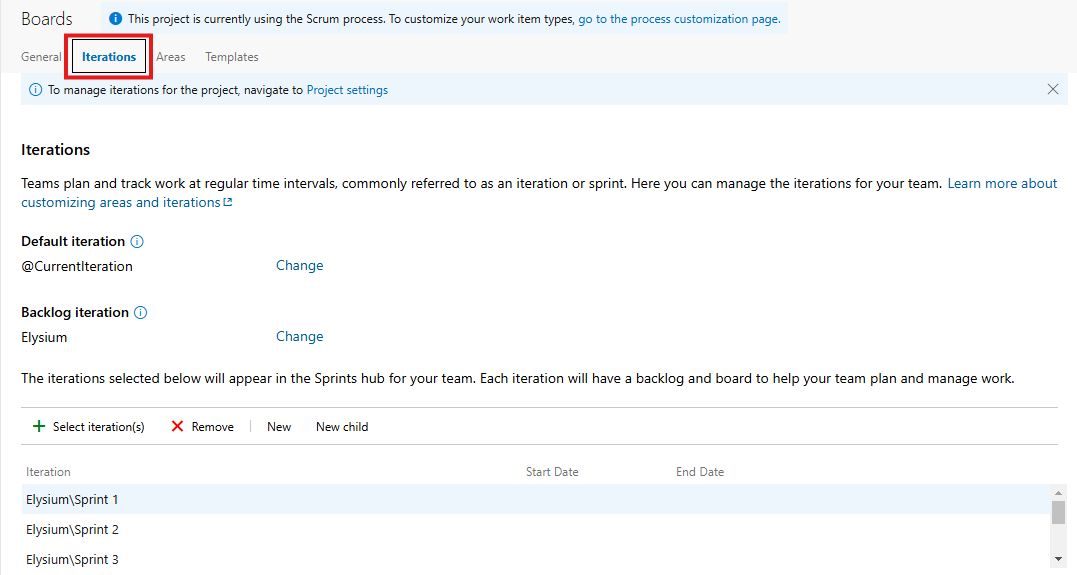 Boards
This project is currently using the Scrum process. To customize your work item types, go to the process customization page.
General Iterations Areas Templates
To manage iterations for the project, navigate to Project settings
Iterations
Teams plan and track work at regular time intervals, commonly referred to as an iteration or sprint. Here you can manage the iterations for your team. Learn more about
customizing areas and iterations
Default iteration
@CurrentIteration Change
Backlog iteration
Elysium Change
The iterations selected below will appear in the Sprints hub for your team. Each iteration will have a backlog and board to help your team plan and manage work.
Select iteration(s) Remove New New child
Iteration Start Date End Date
Elysium\Sprint 1
Elysium\Sprint 2
Elysium\Sprint 3